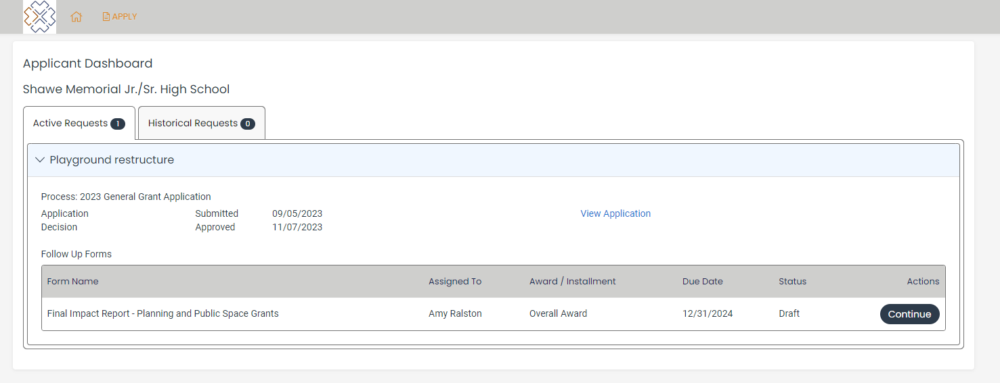 APPLY
Applicant Dashboard
Shawe Memorial Jr./Sr. High School
Active Requests 1 Historical Requests 0
Playground restructure
Process: 2023 General Grant Application
Application Submitted 09/05/2023 View Application
Decision Approved 11/07/2023
Follow Up Forms
Form Name Assigned To Award / Installment Due Date Status Actions
Final Impact Report - Planning and Public Space Grants Amy Ralston Overall Award 12/31/2024 Draft Continue